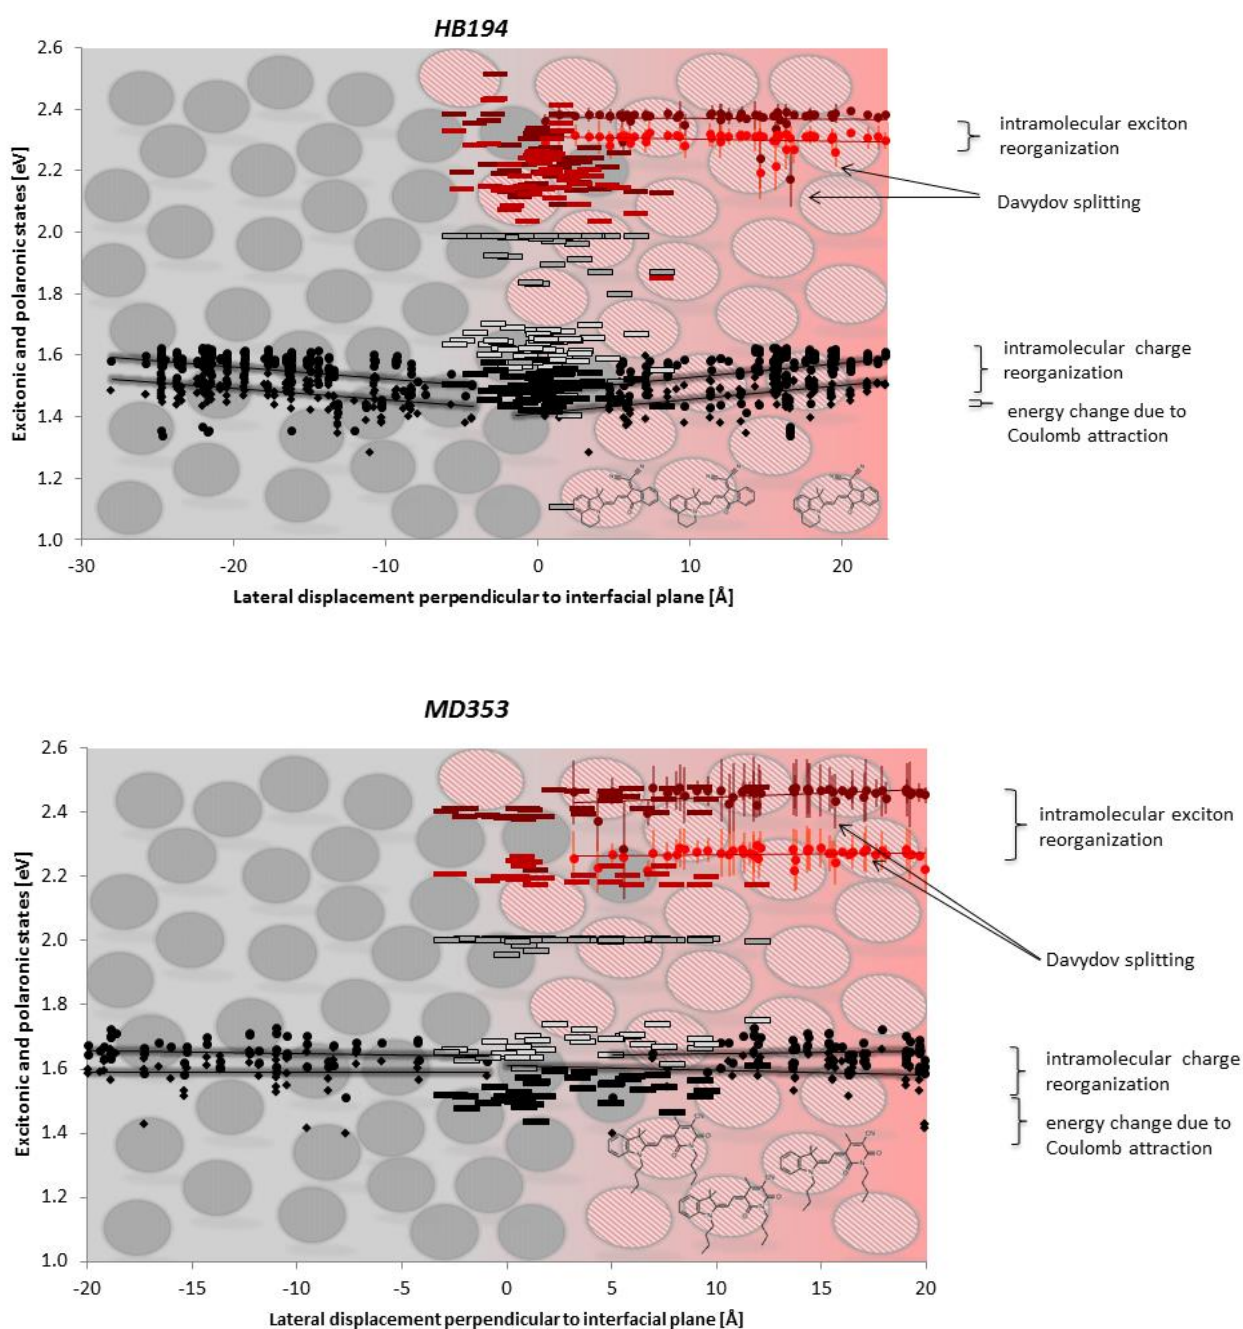 HB194
2.6
2.4
2.2
2.0
1.8
1.6
1.4
1.2
1.0
Excitonic and polaronic states [eV]
-30
-20
-10
0
10
20
Lateral displacement perpendicular to interfacial plane [Å]
intramolecular exciton
reorganization
Davydov splitting
intramolecular charge
reorganization
energy change due to
Coulomb attraction
MD353
2.6
2.4
2.2
2.0
1.8
1.6
1.4
1.2
1.0
Excitonic and polaronic states [eV]
-20
-15
-10
-5
0
5
10
15
20
Lateral displacement perpendicular to interfacial plane [Å]
intramolecular exciton
reorganization
Davydov splitting
intramolecular charge
reorganization
energy change due to
Coulomb attraction